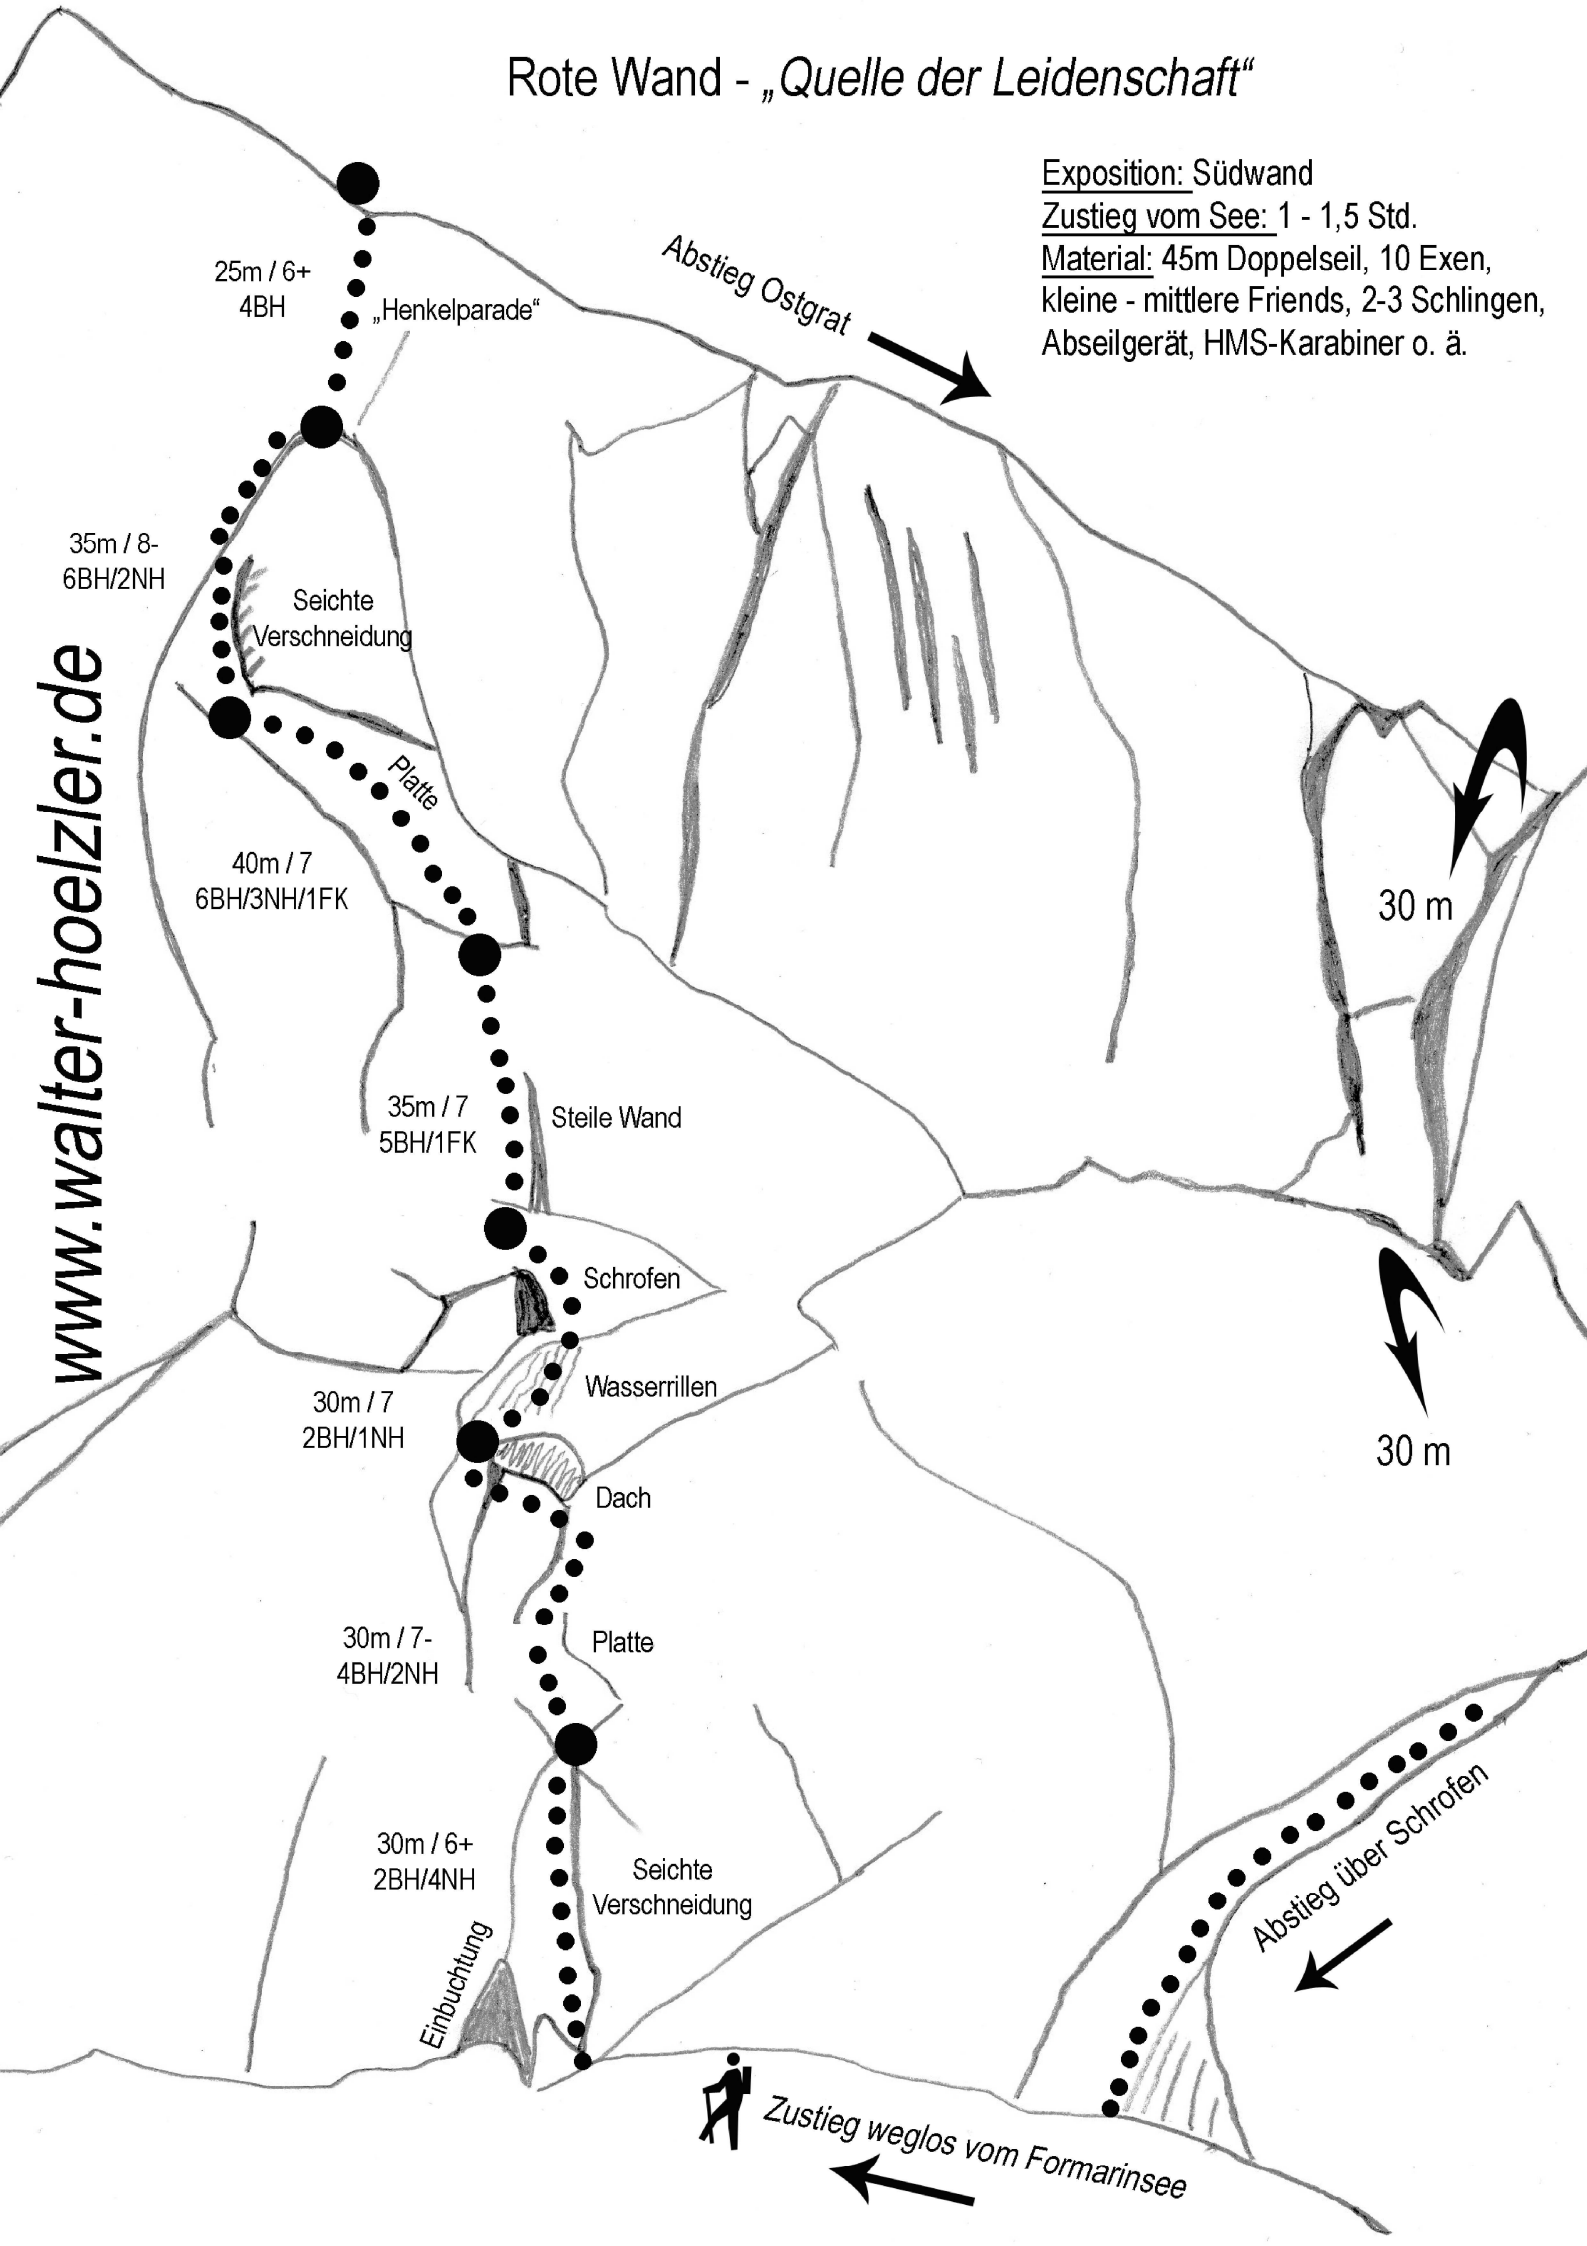 Rote Wand - „Quelle der Leidenschaft“
Exposition: Südwand
Zustieg vom See: 1 - 1,5 Std.
Material: 45m Doppelseil, 10 Exen,
kleine - mittlere Friends, 2-3 Schlingen,
Abseilgerät, HMS-Karabiner o. ä.
Abstieg Ostgrat
25m / 6+
4BH
„Henkelparade“
35m / 8-
6BH/2NH
Seichte
Verschneidung
www.walter-hoelzler.de
Platte
40m / 7
6BH/3NH/1FK
30 m
35m / 7
5BH/1FK
Steile Wand
Schrofen
Wasserrillen
30m / 7
2BH/1NH
30 m
Dach
30m / 7-
4BH/2NH
Platte
30m / 6+
2BH/4NH
Seichte
Verschneidung
Einbuchtung
Abstieg über Schrofen
Zustieg weglos vom Formarinsee